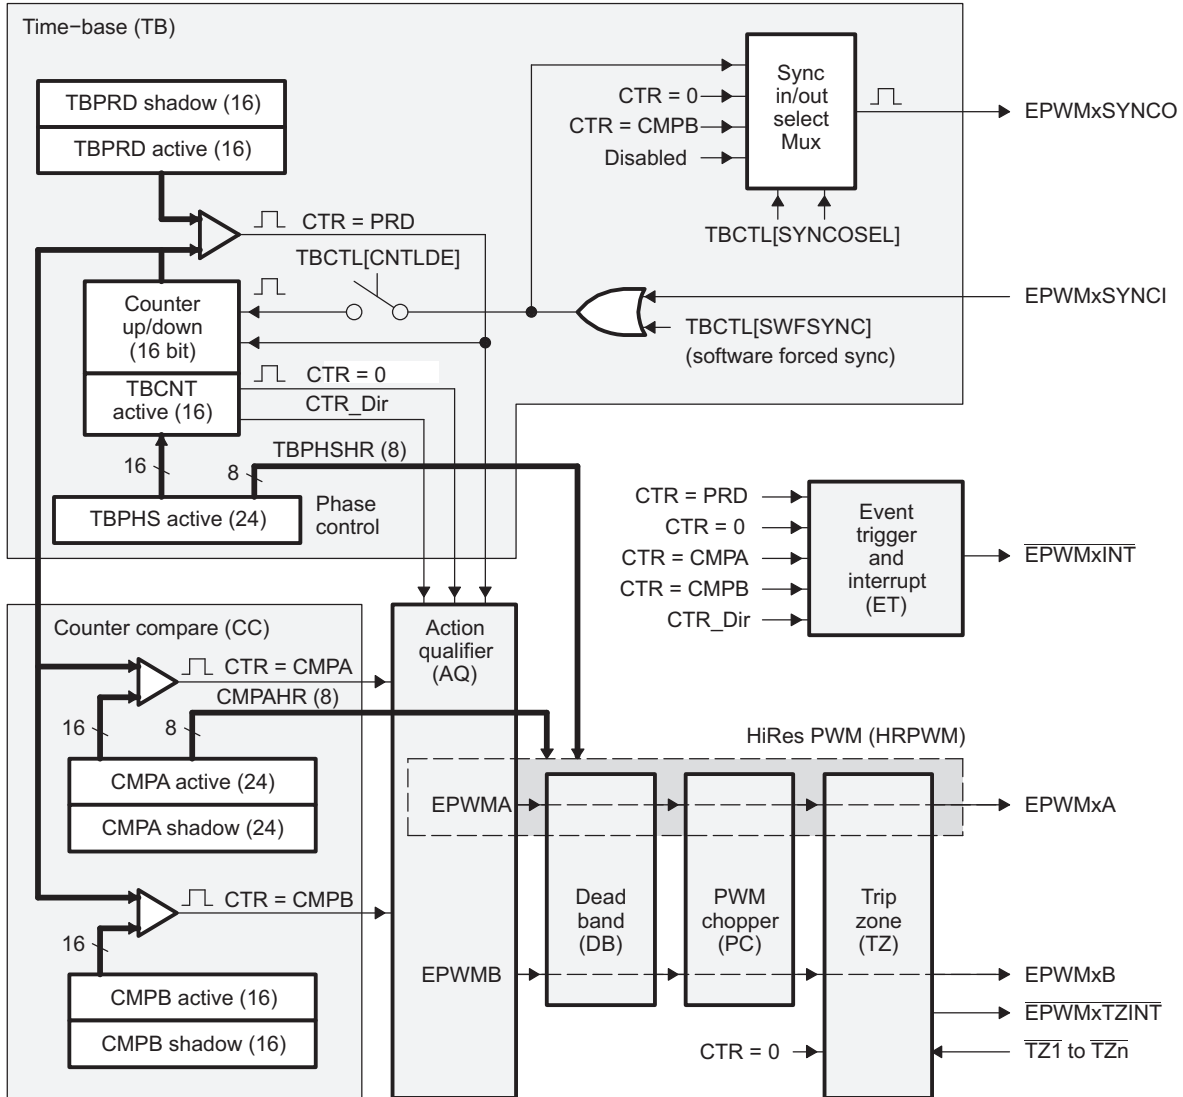 Time−base (TB)
TBPRD shadow (16)
TBPRD active (16)
CTR = PRD
TBCTL[CNTLDE]
Counter
up/down
(16 bit)
TBCNT
active (16)
CTR = 0
CTR_Dir
16
8
TBPHSHR (8)
TBPHS active (24)
Phase
control
CTR = 0
CTR = CMPB
Disabled
Sync
in/out
select
Mux
TBCTL[SYNCOSEL]
EPWMxSYNCO
EPWMxSYNCI
TBCTL[SWFSYNC]
(software forced sync)
CTR = PRD
CTR = 0
CTR = CMPA
CTR = CMPB
CTR_Dir
Event
trigger
and
interrupt
(ET)
EPWMxINT
Counter compare (CC)
CTR = CMPA
CMPAHR (8)
16
8
CMPA active (24)
CMPA shadow (24)
CTR = CMPB
16
CMPB active (16)
CMPB shadow (16)
Action
qualifier
(AQ)
EPWMA
EPWMB
HiRes PWM (HRPWM)
Dead
band
(DB)
PWM
chopper
(PC)
Trip
zone
(TZ)
CTR = 0
EPWMxA
EPWMxB
EPWMxTZINT
TZ1 to TZn